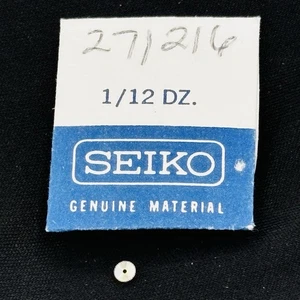 271216
1/12 DZ.
SEIKO
GENUINE MATERIAL